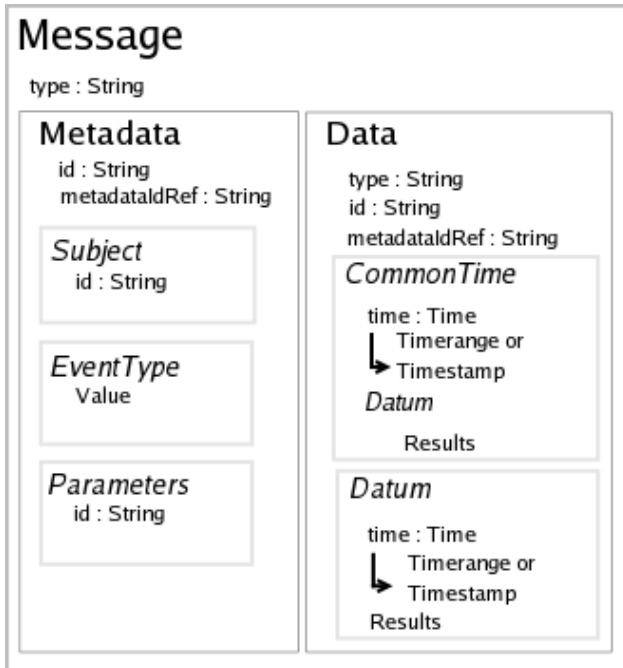 Message
type : String
Metadata
id : String
metadataIdRef : String
Subject
id : String
EventType
Value
Parameters
id : String
Data
type : String
id : String
metadataIdRef : String
CommonTime
time : Time
Timerange or
Timestamp
Datum
Results
Datum
time : Time
Timerange or
Timestamp
Results